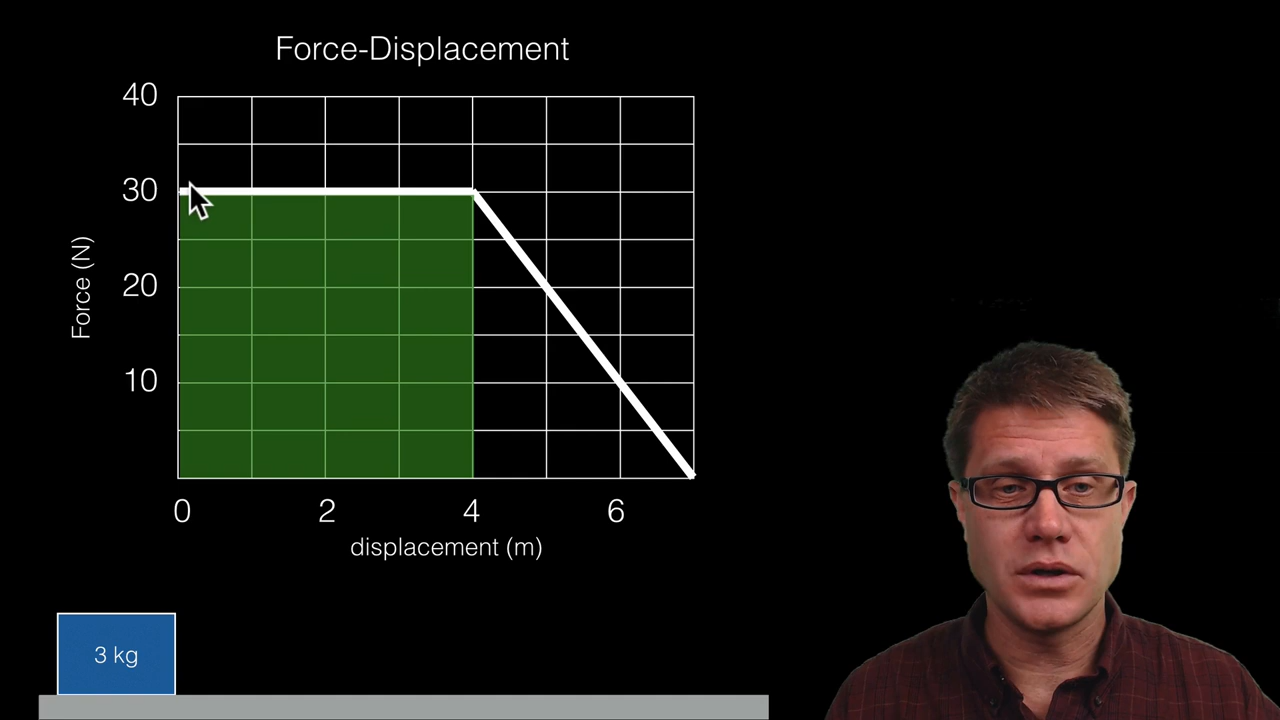 Force-Displacement
40
30
20
10
Force (N)
0 2 4 6
displacement (m)
3 kg